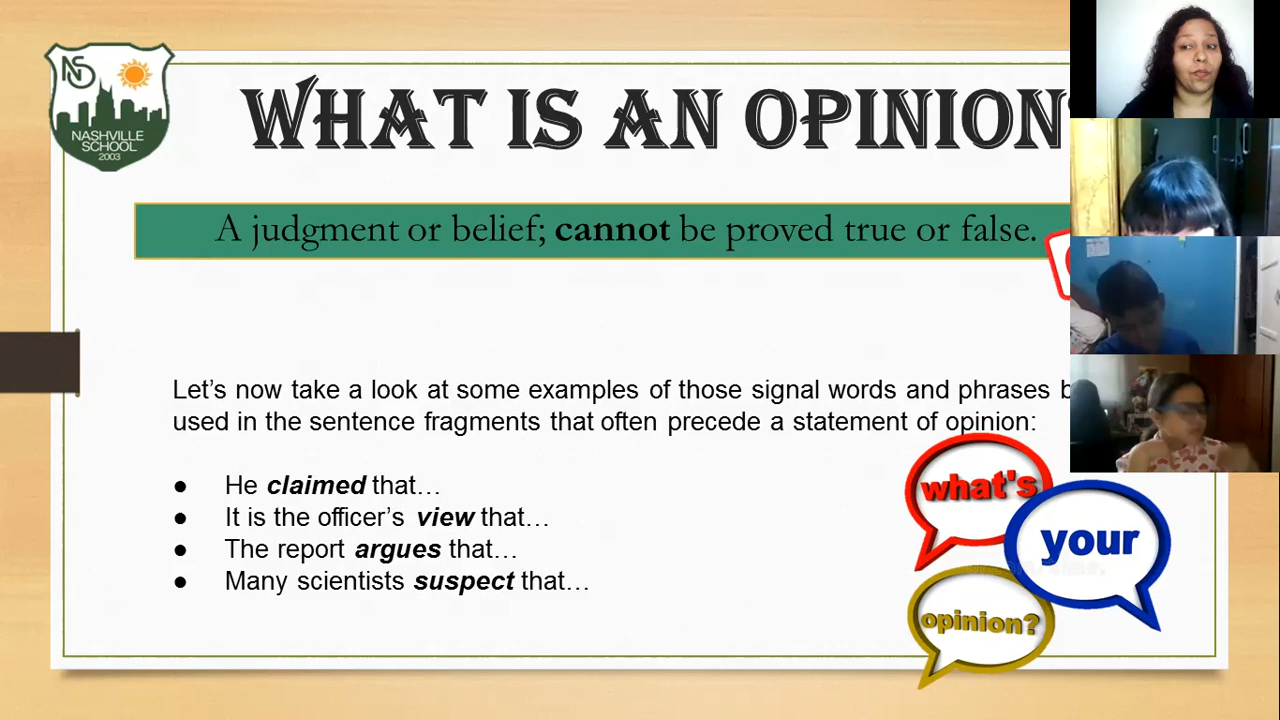 NS
NASHVILLE
SCHOOL
2003
WHAT IS AN OPINION
A judgment or belief; cannot be proved true or false.
Let's now take a look at some examples of those signal words and phrases
used in the sentence fragments that often precede a statement of opinion:
● He claimed that…
● It is the officer's view that…
● The report argues that…
● Many scientists suspect that…
what's
your
opinion?